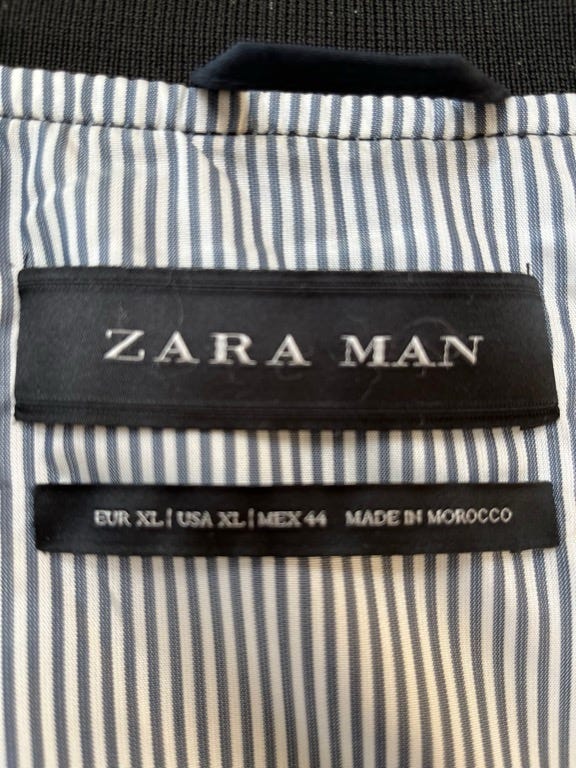 ZARA MAN
EUR XL | USA XL | MEX 44 MADE IN MOROCCO